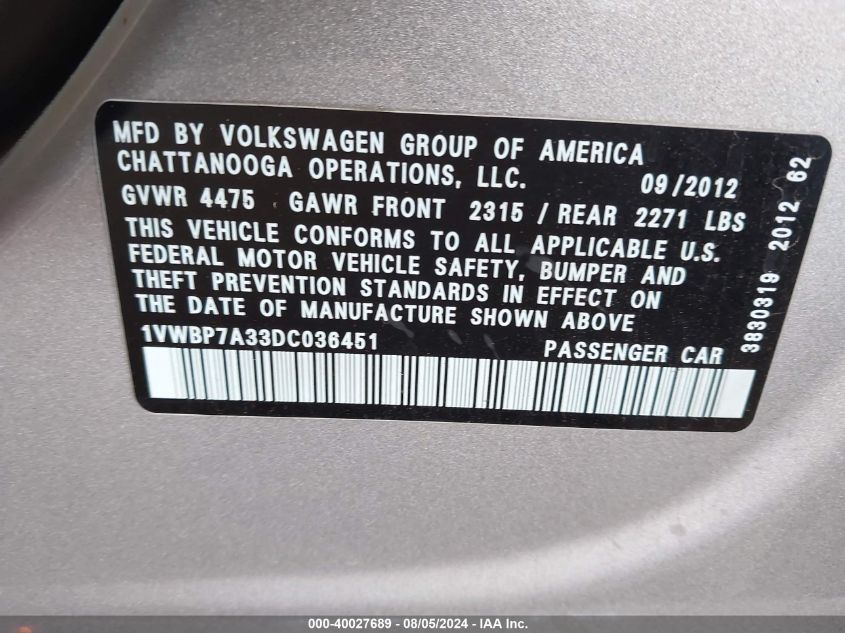 MFD BY VOLKSWAGEN GROUP OF AMERICA
CHATTANOOGA OPERATIONS, LLC. 09/2012
GVWR 4475 GAWR FRONT 2315 / REAR 2271 LBS
THIS VEHICLE CONFORMS TO ALL APPLICABLE U.S.
FEDERAL MOTOR VEHICLE SAFETY, BUMPER AND
THEFT PREVENTION STANDARDS IN EFFECT ON
THE DATE OF MANUFACTURE SHOWN ABOVE
1VWBP7A33DC036451 PASSENGER CAR
3830319 2012 62
000-40027689 - 08/05/2024 - IAA Inc.